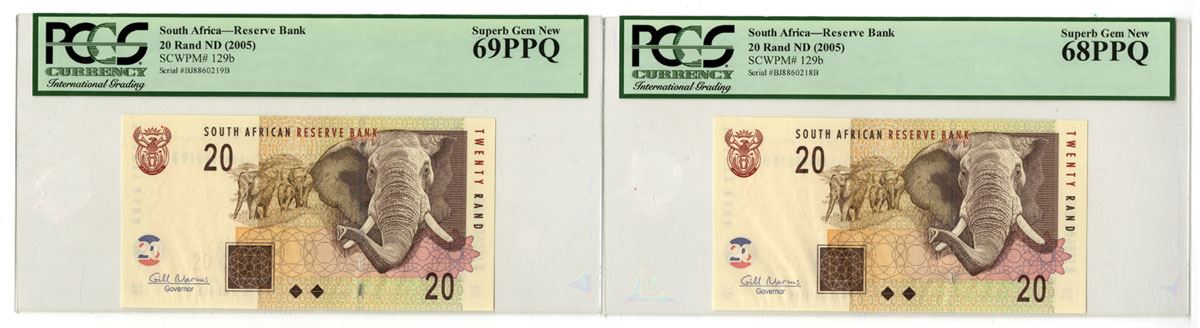 PCGS
CURRENCY
International Grading
South Africa—Reserve Bank
20 Rand ND (2005)
SCWPM# 129b
Serial #BJ8860219B
Superb Gem New
69PPQ
SOUTH AFRICAN RESERVE BANK
20
TWENTY RAND
20
Gill Marcus
Governor
20
PCGS
CURRENCY
International Grading
South Africa—Reserve Bank
20 Rand ND (2005)
SCWPM# 129b
Serial #BJ8860218B
Superb Gem New
68PPQ
SOUTH AFRICAN RESERVE BANK
20
TWENTY RAND
20
Gill Marcus
Governor
20